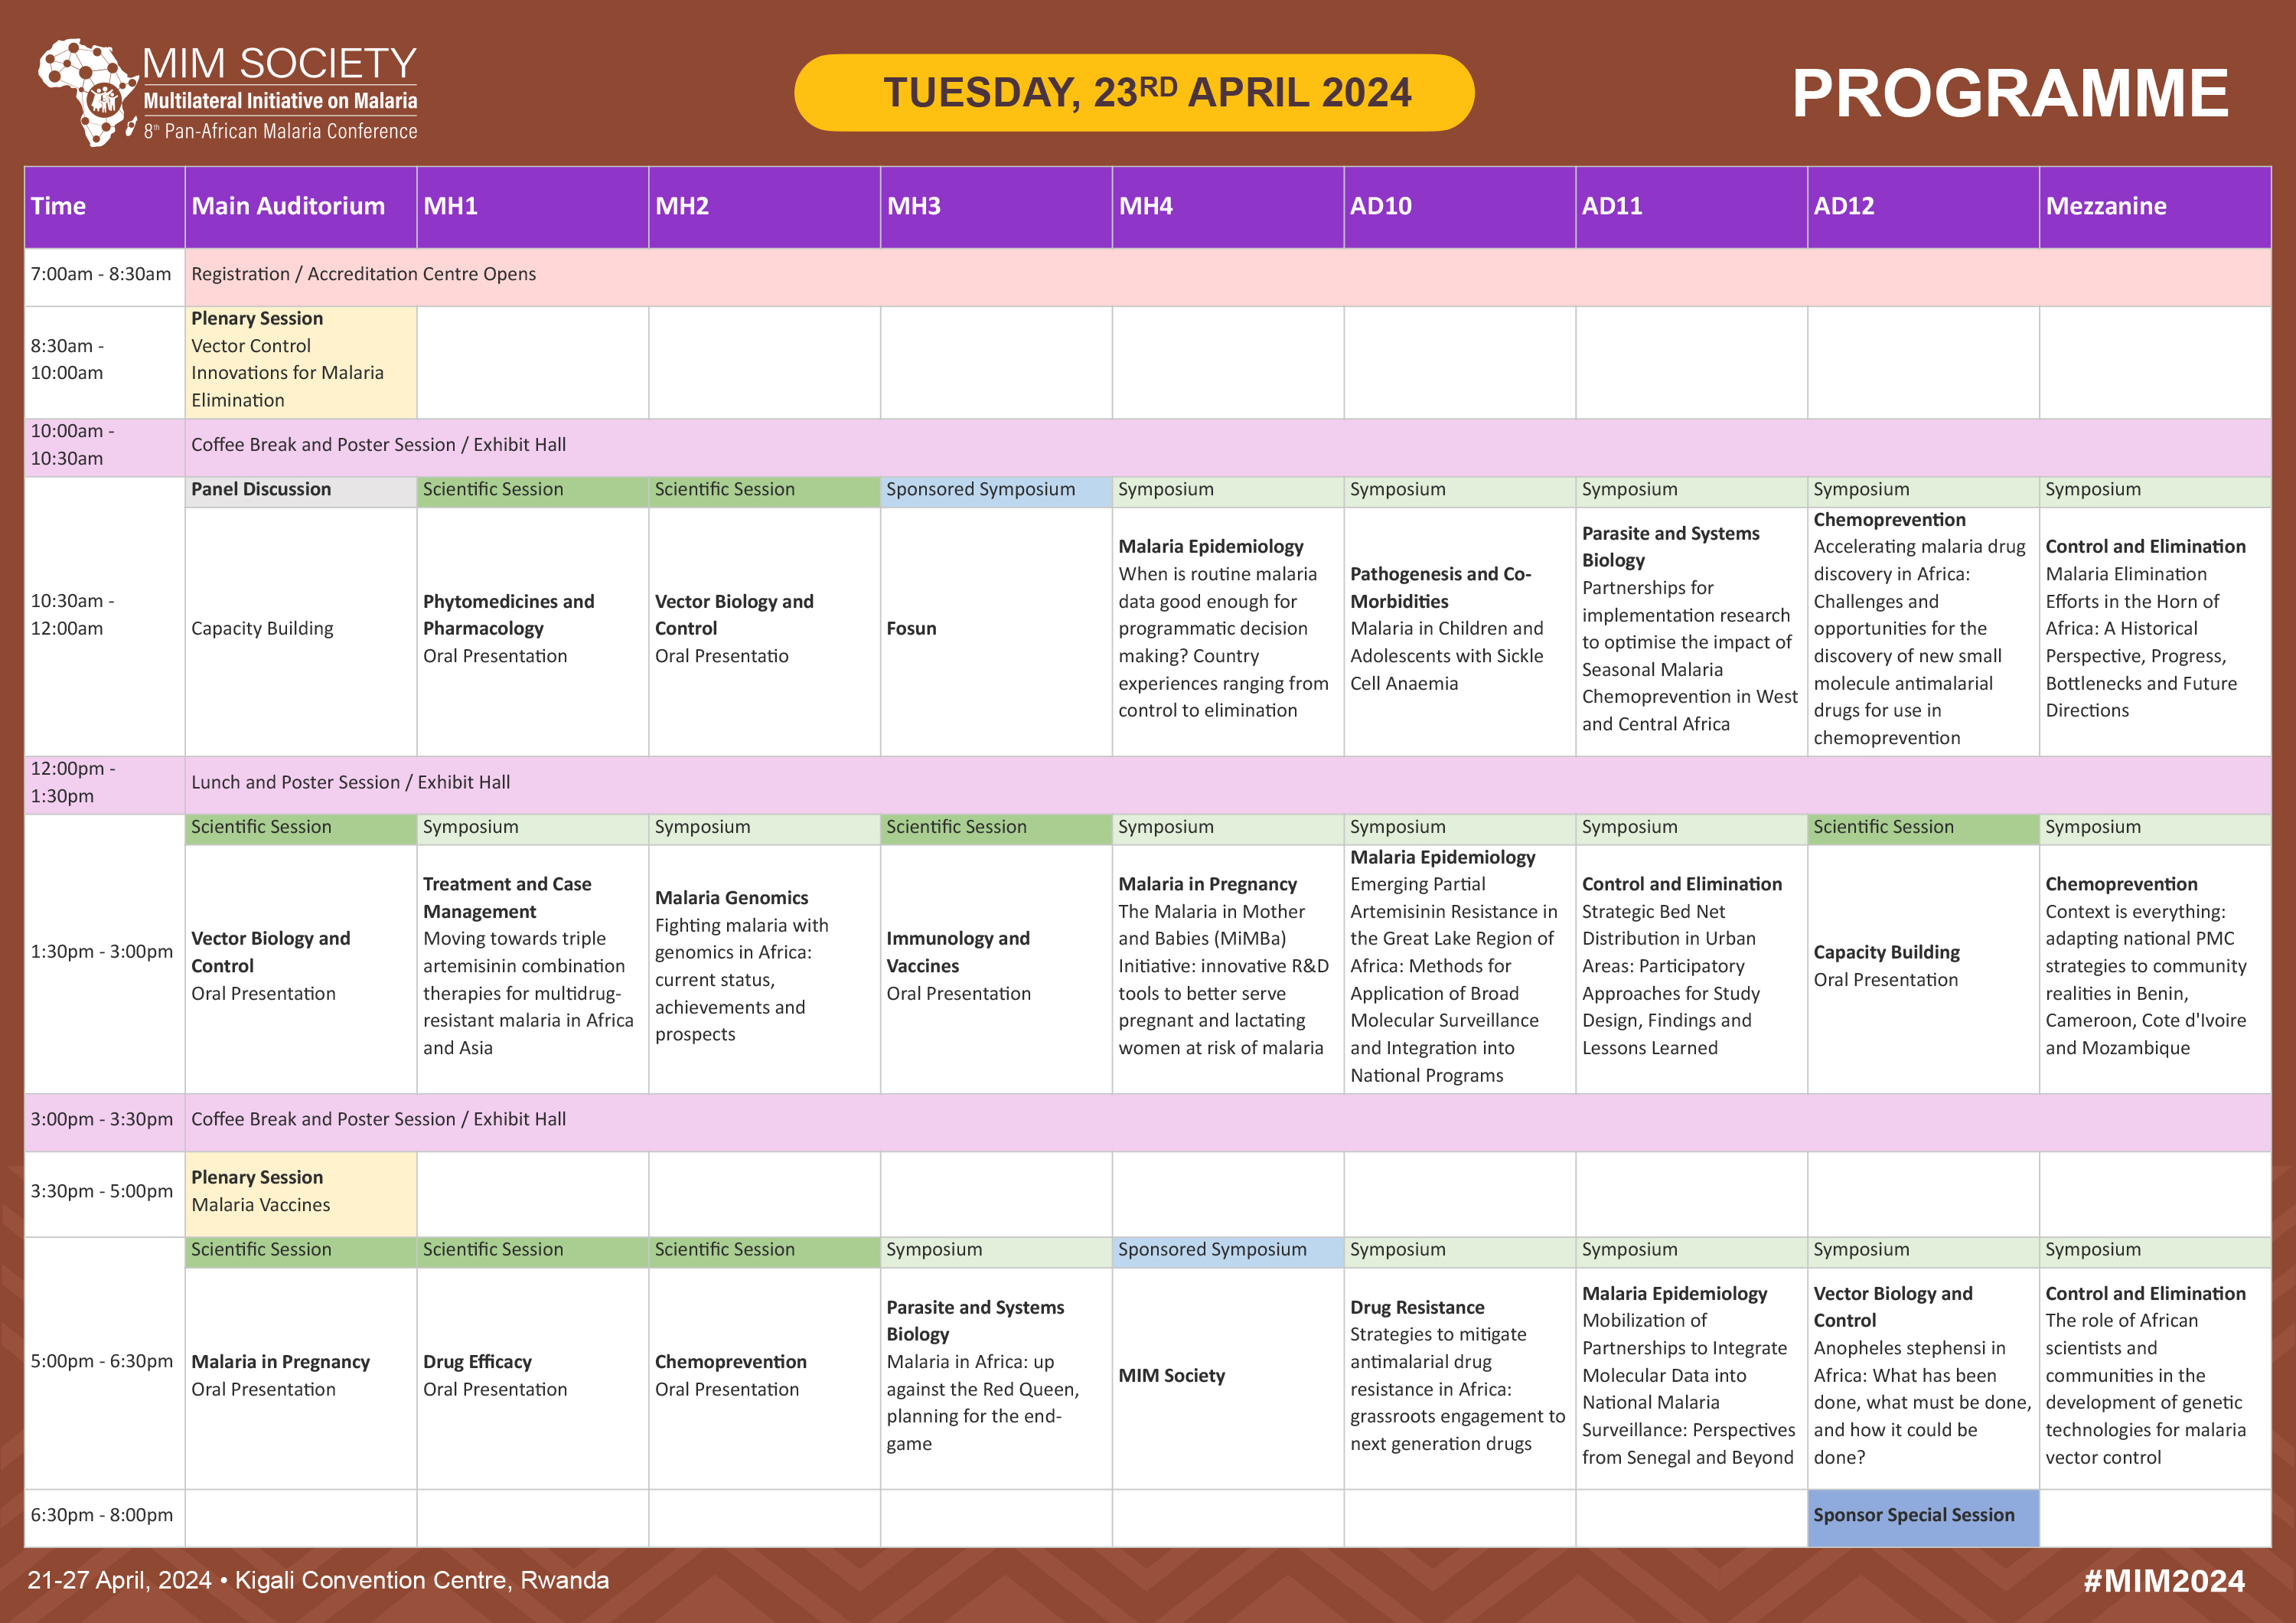 MIM SOCIETY
Multilateral Initiative on Malaria
8th Pan-African Malaria Conference
TUESDAY, 23RD APRIL 2024
PROGRAMME
Time
Main Auditorium
MH1
MH2
MH3
MH4
AD10
AD11
AD12
Mezzanine
7:00am - 8:30am
Registration / Accreditation Centre Opens
8:30am -
10:00am
Plenary Session
Vector Control
Innovations for Malaria
Elimination
10:00am -
10:30am
Coffee Break and Poster Session / Exhibit Hall
10:30am -
12:00am
Panel Discussion
Capacity Building
Scientific Session
Phytomedicines and
Pharmacology
Oral Presentation
Scientific Session
Vector Biology and
Control
Oral Presentatio
Sponsored Symposium
Fosun
Symposium
Malaria Epidemiology
When is routine malaria
data good enough for
programmatic decision
making? Country
experiences ranging from
control to elimination
Symposium
Pathogenesis and Co-
Morbidities
Malaria in Children and
Adolescents with Sickle
Cell Anaemia
Symposium
Parasite and Systems
Biology
Partnerships for
implementation research
to optimise the impact of
Seasonal Malaria
Chemoprevention in West
and Central Africa
Symposium
Chemoprevention
Accelerating malaria drug
discovery in Africa:
Challenges and
opportunities for the
discovery of new small
molecule antimalarial
drugs for use in
chemoprevention
Symposium
Control and Elimination
Malaria Elimination
Efforts in the Horn of
Africa: A Historical
Perspective, Progress,
Bottlenecks and Future
Directions
12:00pm -
1:30pm
Lunch and Poster Session / Exhibit Hall
1:30pm - 3:00pm
Scientific Session
Vector Biology and
Control
Oral Presentation
Symposium
Treatment and Case
Management
Moving towards triple
artemisinin combination
therapies for multidrug-
resistant malaria in Africa
and Asia
Symposium
Malaria Genomics
Fighting malaria with
genomics in Africa:
current status,
achievements and
prospects
Scientific Session
Immunology and
Vaccines
Oral Presentation
Symposium
Malaria in Pregnancy
The Malaria in Mother
and Babies (MiMBa)
Initiative: innovative R&D
tools to better serve
pregnant and lactating
women at risk of malaria
Symposium
Malaria Epidemiology
Emerging Partial
Artemisinin Resistance in
the Great Lake Region of
Africa: Methods for
Application of Broad
Molecular Surveillance
and Integration into
National Programs
Symposium
Control and Elimination
Strategic Bed Net
Distribution in Urban
Areas: Participatory
Approaches for Study
Design, Findings and
Lessons Learned
Scientific Session
Capacity Building
Oral Presentation
Symposium
Chemoprevention
Context is everything:
adapting national PMC
strategies to community
realities in Benin,
Cameroon, Cote d'Ivoire
and Mozambique
3:00pm - 3:30pm
Coffee Break and Poster Session / Exhibit Hall
3:30pm - 5:00pm
Plenary Session
Malaria Vaccines
5:00pm - 6:30pm
Scientific Session
Malaria in Pregnancy
Oral Presentation
Scientific Session
Drug Efficacy
Oral Presentation
Scientific Session
Chemoprevention
Oral Presentation
Symposium
Parasite and Systems
Biology
Malaria in Africa: up
against the Red Queen,
planning for the end-
game
Sponsored Symposium
MIM Society
Symposium
Drug Resistance
Strategies to mitigate
antimalarial drug
resistance in Africa:
grassroots engagement to
next generation drugs
Symposium
Malaria Epidemiology
Mobilization of
Partnerships to Integrate
Molecular Data into
National Malaria
Surveillance: Perspectives
from Senegal and Beyond
Symposium
Vector Biology and
Control
Anopheles stephensi in
Africa: What has been
done, what must be done,
and how it could be
done?
Symposium
Control and Elimination
The role of African
scientists and
communities in the
development of genetic
technologies for malaria
vector control
6:30pm - 8:00pm
Sponsor Special Session
21-27 April, 2024 • Kigali Convention Centre, Rwanda
#MIM2024